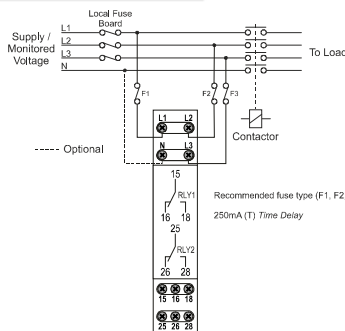 Local Fuse
Board
Supply /
Monitored
Voltage
L1
L2
L3
N
To Load
F1
F2
F3
L1 L2
N L3
Contactor
Optional
15
RLY1
16 18
25
RLY2
26 28
Recommended fuse type (F1, F2
250mA (T) Time Delay
15 16 18
25 26 28